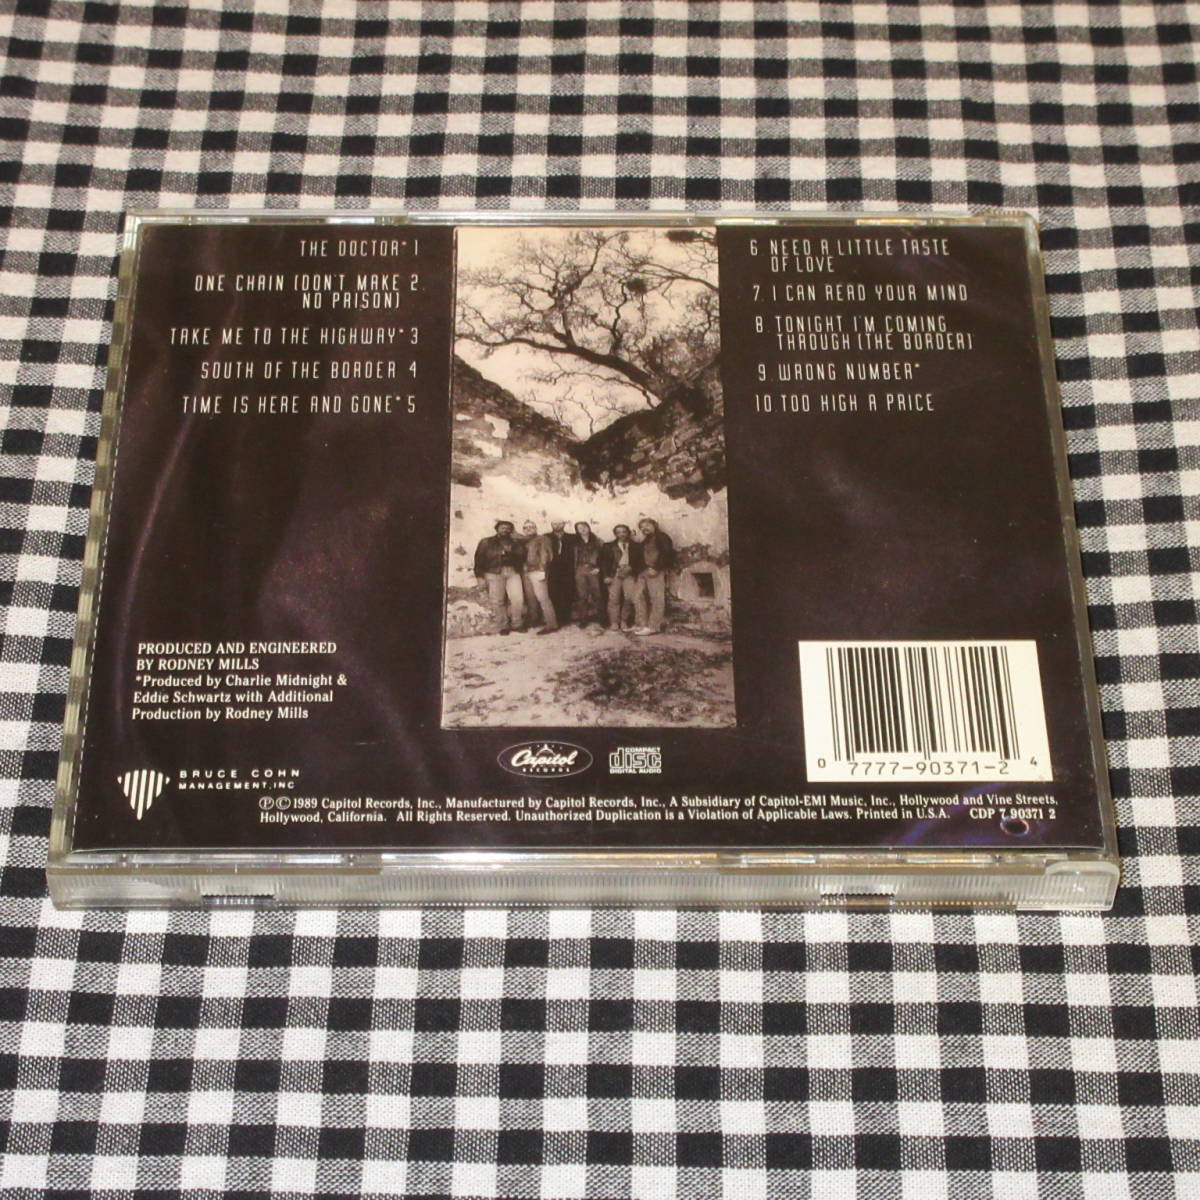 THE DOCTOR* 1
ONE CHAIN (DON'T MAKE 2.
NO PRISON)
TAKE ME TO THE HIGHWAY* 3
SOUTH OF THE BORDER 4
TIME IS HERE AND GONE* 5
6 NEED A LITTLE TASTE
OF LOVE
7. I CAN READ YOUR MIND
8 TONIGHT I'M COMING
THROUGH (THE BORDER)
9. WRONG NUMBER*
10. TOO HIGH A PRICE
PRODUCED AND ENGINEERED
BY RODNEY MILLS
*Produced by Charlie Midnight &
Eddie Schwartz with Additional
Production by Rodney Mills
BRUCE COHN
MANAGEMENT, INC
Capitol
RECORDS
COMPACT
disc
DIGITAL AUDIO
0 7777-90371-2 4
℗©1989 Capitol Records, Inc., Manufactured by Capitol Records, Inc., A Subsidiary of Capitol-EMI Music, Inc., Hollywood and Vine Streets,
Hollywood, California. All Rights Reserved. Unauthorized Duplication is a Violation of Applicable Laws. Printed in U.S.A. CDP 7 90371 2